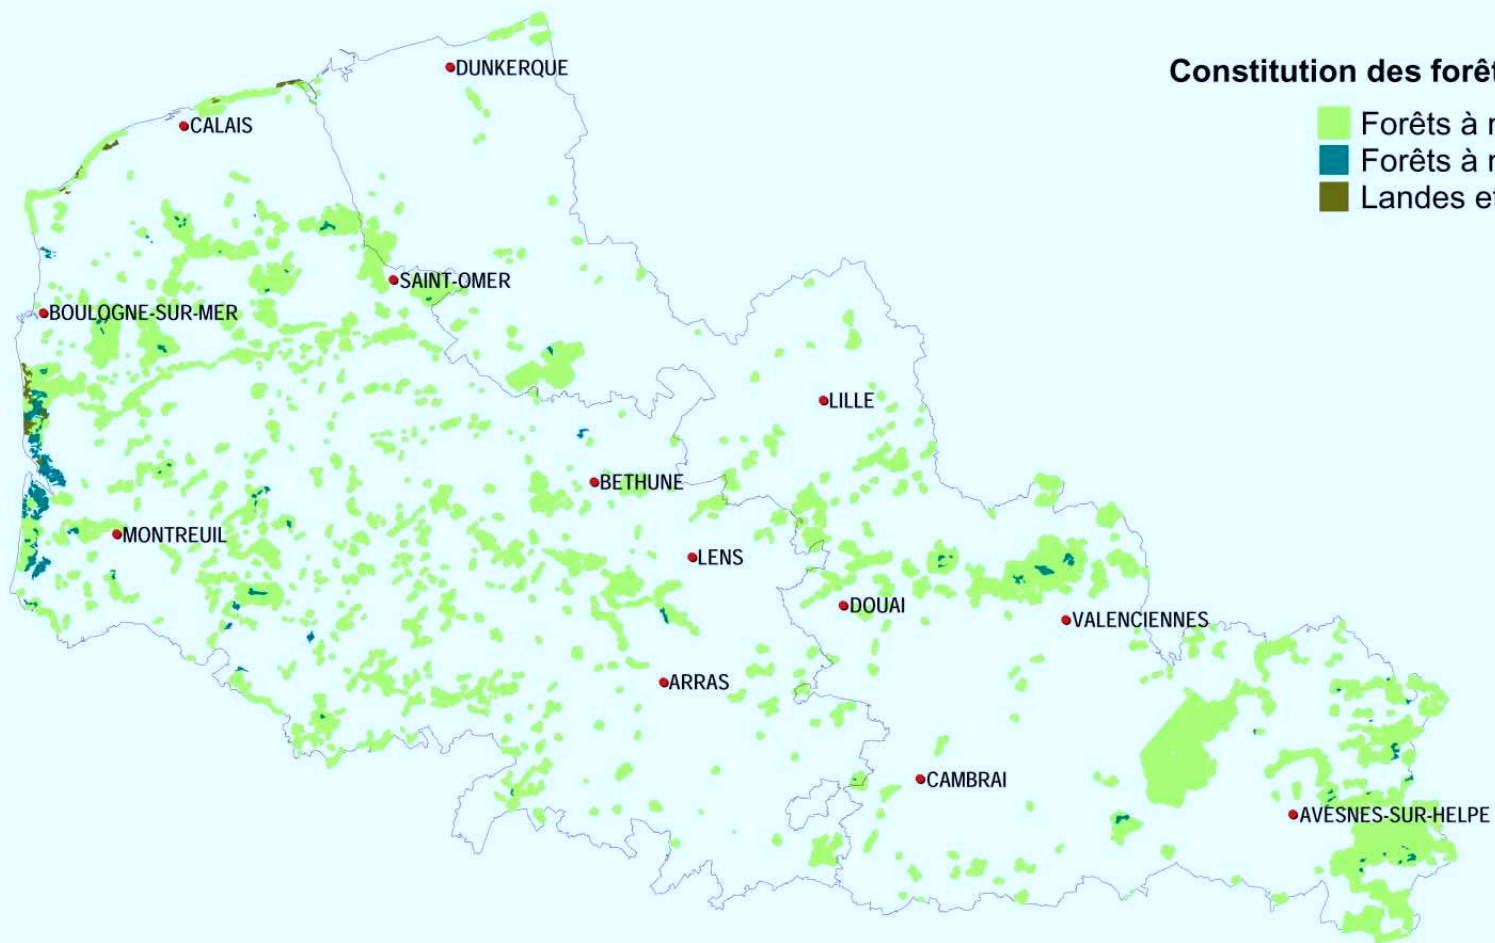 DUNKERQUE
Constitution des forêt
CALAIS
Forêts à
Forêts à
Landes et
SAINT-OMER
BOULOGNE-SUR-MER
LILLE
BETHUNE
MONTREUIL
LENS
DOUAI
VALENCIENNES
ARRAS
CAMBRAI
AVESNES-SUR-HELPE